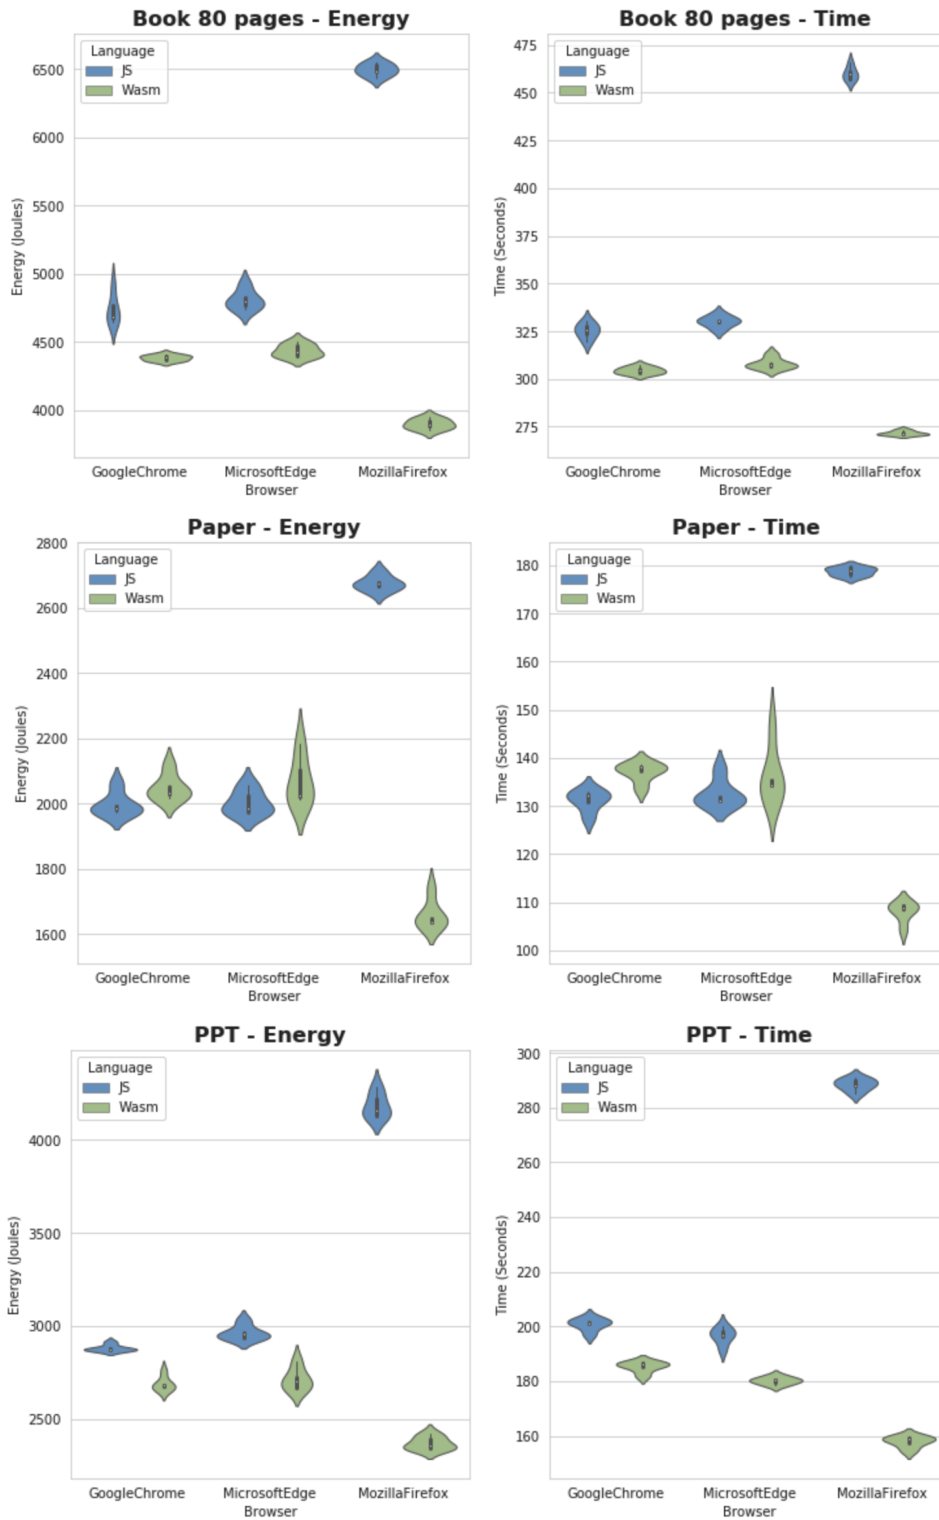 Book 80 pages - Energy
Language
JS
Wasm
6500
6000
5500
5000
4500
4000
Energy (Joules)
GoogleChrome MicrosoftEdge MozillaFirefox
Browser
Book 80 pages - Time
Language
JS
Wasm
475
450
425
400
375
350
325
300
275
Time (Seconds)
GoogleChrome MicrosoftEdge MozillaFirefox
Browser
Paper - Energy
Language
JS
Wasm
2800
2600
2400
2200
2000
1800
1600
Energy (Joules)
GoogleChrome MicrosoftEdge MozillaFirefox
Browser
Paper - Time
Language
JS
Wasm
180
170
160
150
140
130
120
110
100
Time (Seconds)
GoogleChrome MicrosoftEdge MozillaFirefox
Browser
PPT - Energy
Language
JS
Wasm
4000
3500
3000
2500
Energy (Joules)
GoogleChrome MicrosoftEdge MozillaFirefox
Browser
PPT - Time
Language
JS
Wasm
300
280
260
240
220
200
180
160
Time (Seconds)
GoogleChrome MicrosoftEdge MozillaFirefox
Browser